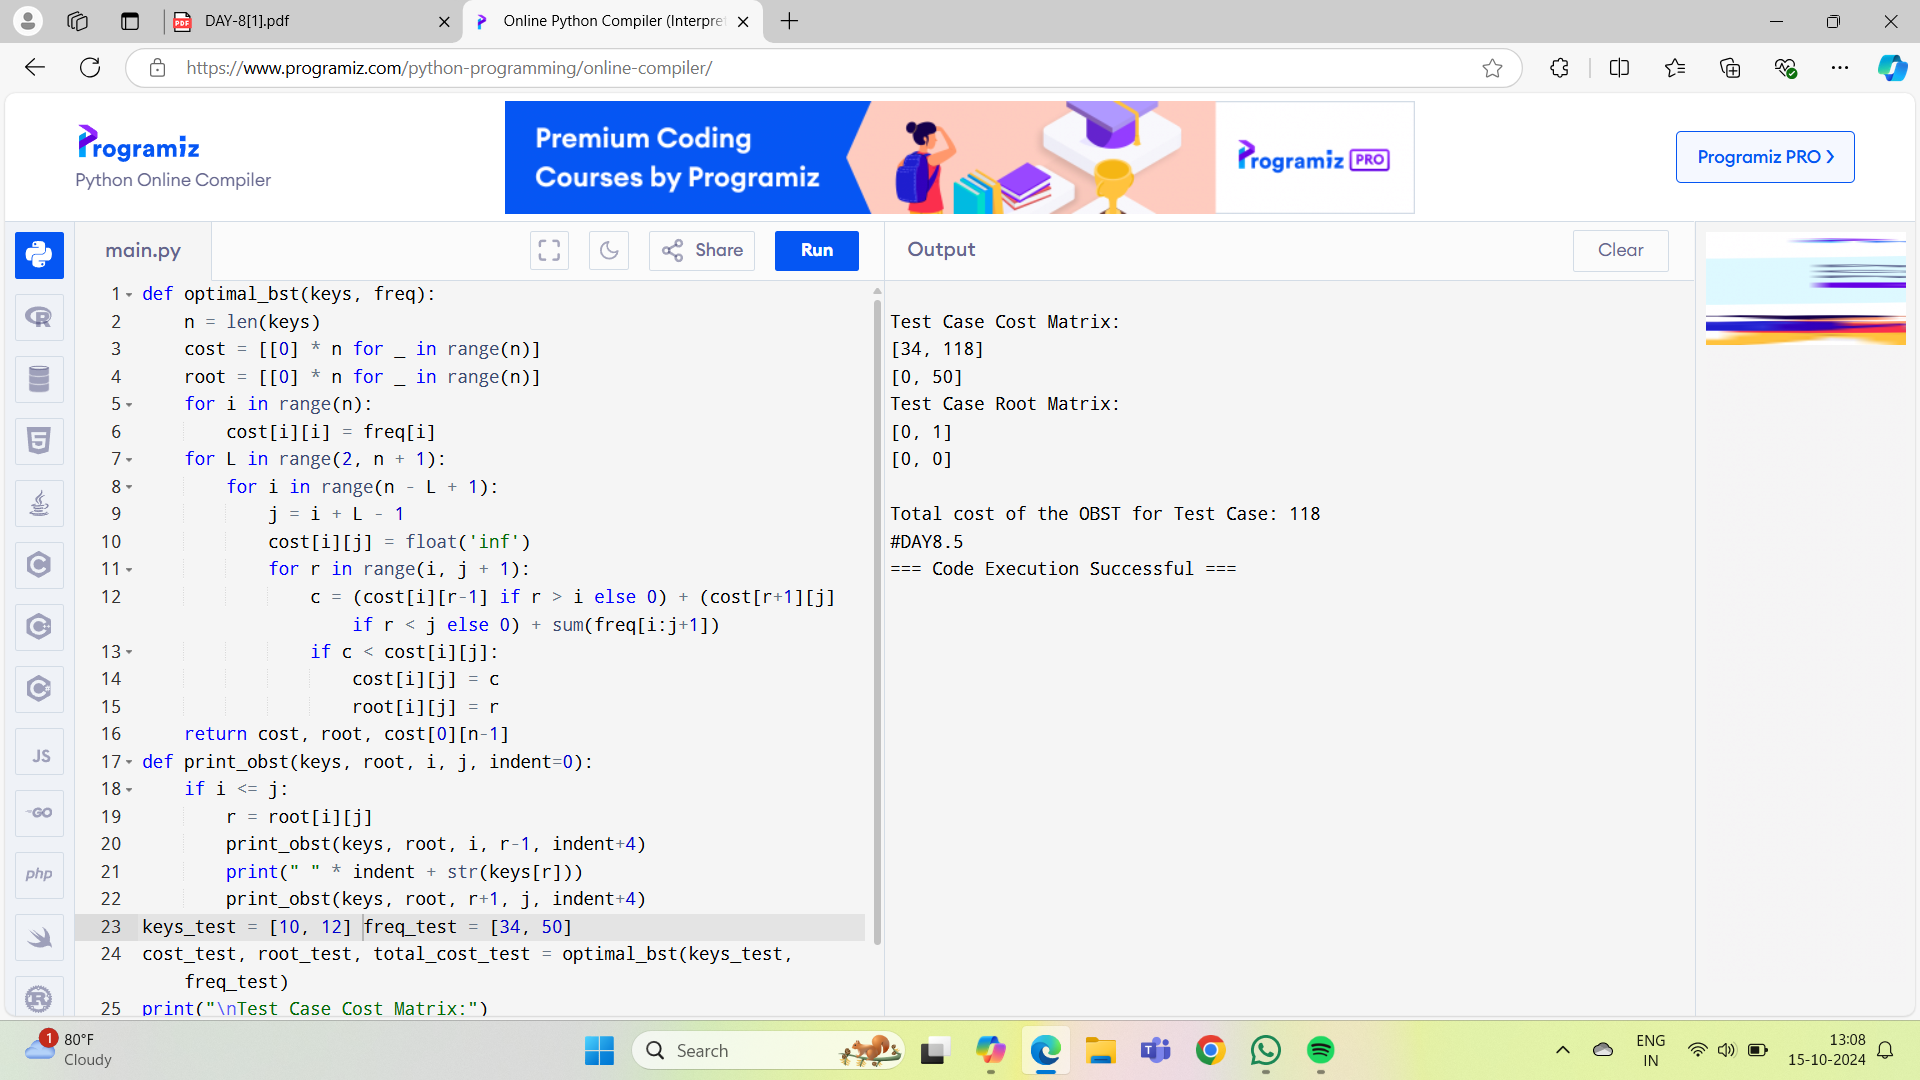 DAY-8[1].pdf
Online Python Compiler (Interpre
https://www.programiz.com/python-programming/online-compiler/
Programiz
Python Online Compiler
Premium Coding
Courses by Programiz
Programiz PRO
Programiz PRO >
main.py
Share
Run
Output
Clear
1 def optimal_bst(keys, freq):
2     n = len(keys)
3     cost = [[0] * n for _ in range(n)]
4     root = [[0] * n for _ in range(n)]
5     for i in range(n):
6         cost[i][i] = freq[i]
7     for L in range(2, n + 1):
8         for i in range(n - L + 1):
9             j = i + L - 1
10             cost[i][j] = float('inf')
11             for r in range(i, j + 1):
12                 c = (cost[i][r-1] if r > i else 0) + (cost[r+1][j]
                    if r < j else 0) + sum(freq[i:j+1])
13                 if c < cost[i][j]:
14                     cost[i][j] = c
15                     root[i][j] = r
16     return cost, root, cost[0][n-1]
17 def print_obst(keys, root, i, j, indent=0):
18     if i <= j:
19         r = root[i][j]
20         print_obst(keys, root, i, r-1, indent+4)
21         print(" " * indent + str(keys[r]))
22         print_obst(keys, root, r+1, j, indent+4)
23 keys_test = [10, 12] freq_test = [34, 50]
24 cost_test, root_test, total_cost_test = optimal_bst(keys_test,
    freq_test)
25 print("\nTest Case Cost Matrix:")
Test Case Cost Matrix:
[34, 118]
[0, 50]
Test Case Root Matrix:
[0, 1]
[0, 0]
Total cost of the OBST for Test Case: 118
#DAY8.5
=== Code Execution Successful ===
JS
GO
php
1
80°F
Cloudy
Search
ENG
IN
13:08
15-10-2024